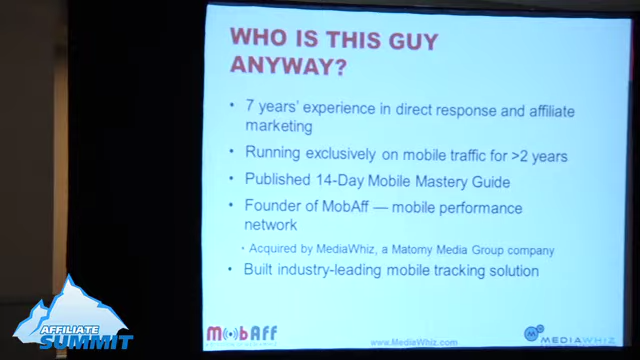 WHO IS THIS GUY
ANYWAY?
• 7 years' experience in direct response and affiliate
marketing
• Running exclusively on mobile traffic for >2 years
• Published 14-Day Mobile Mastery Guide
• Founder of MobAff — mobile performance
network
• Acquired by MediaWhiz, a Matomy Media Group company
• Built industry-leading mobile tracking solution
MobAff
www.MediaWhiz.com
MEDIAWHIZ
AFFILIATE
SUMMIT